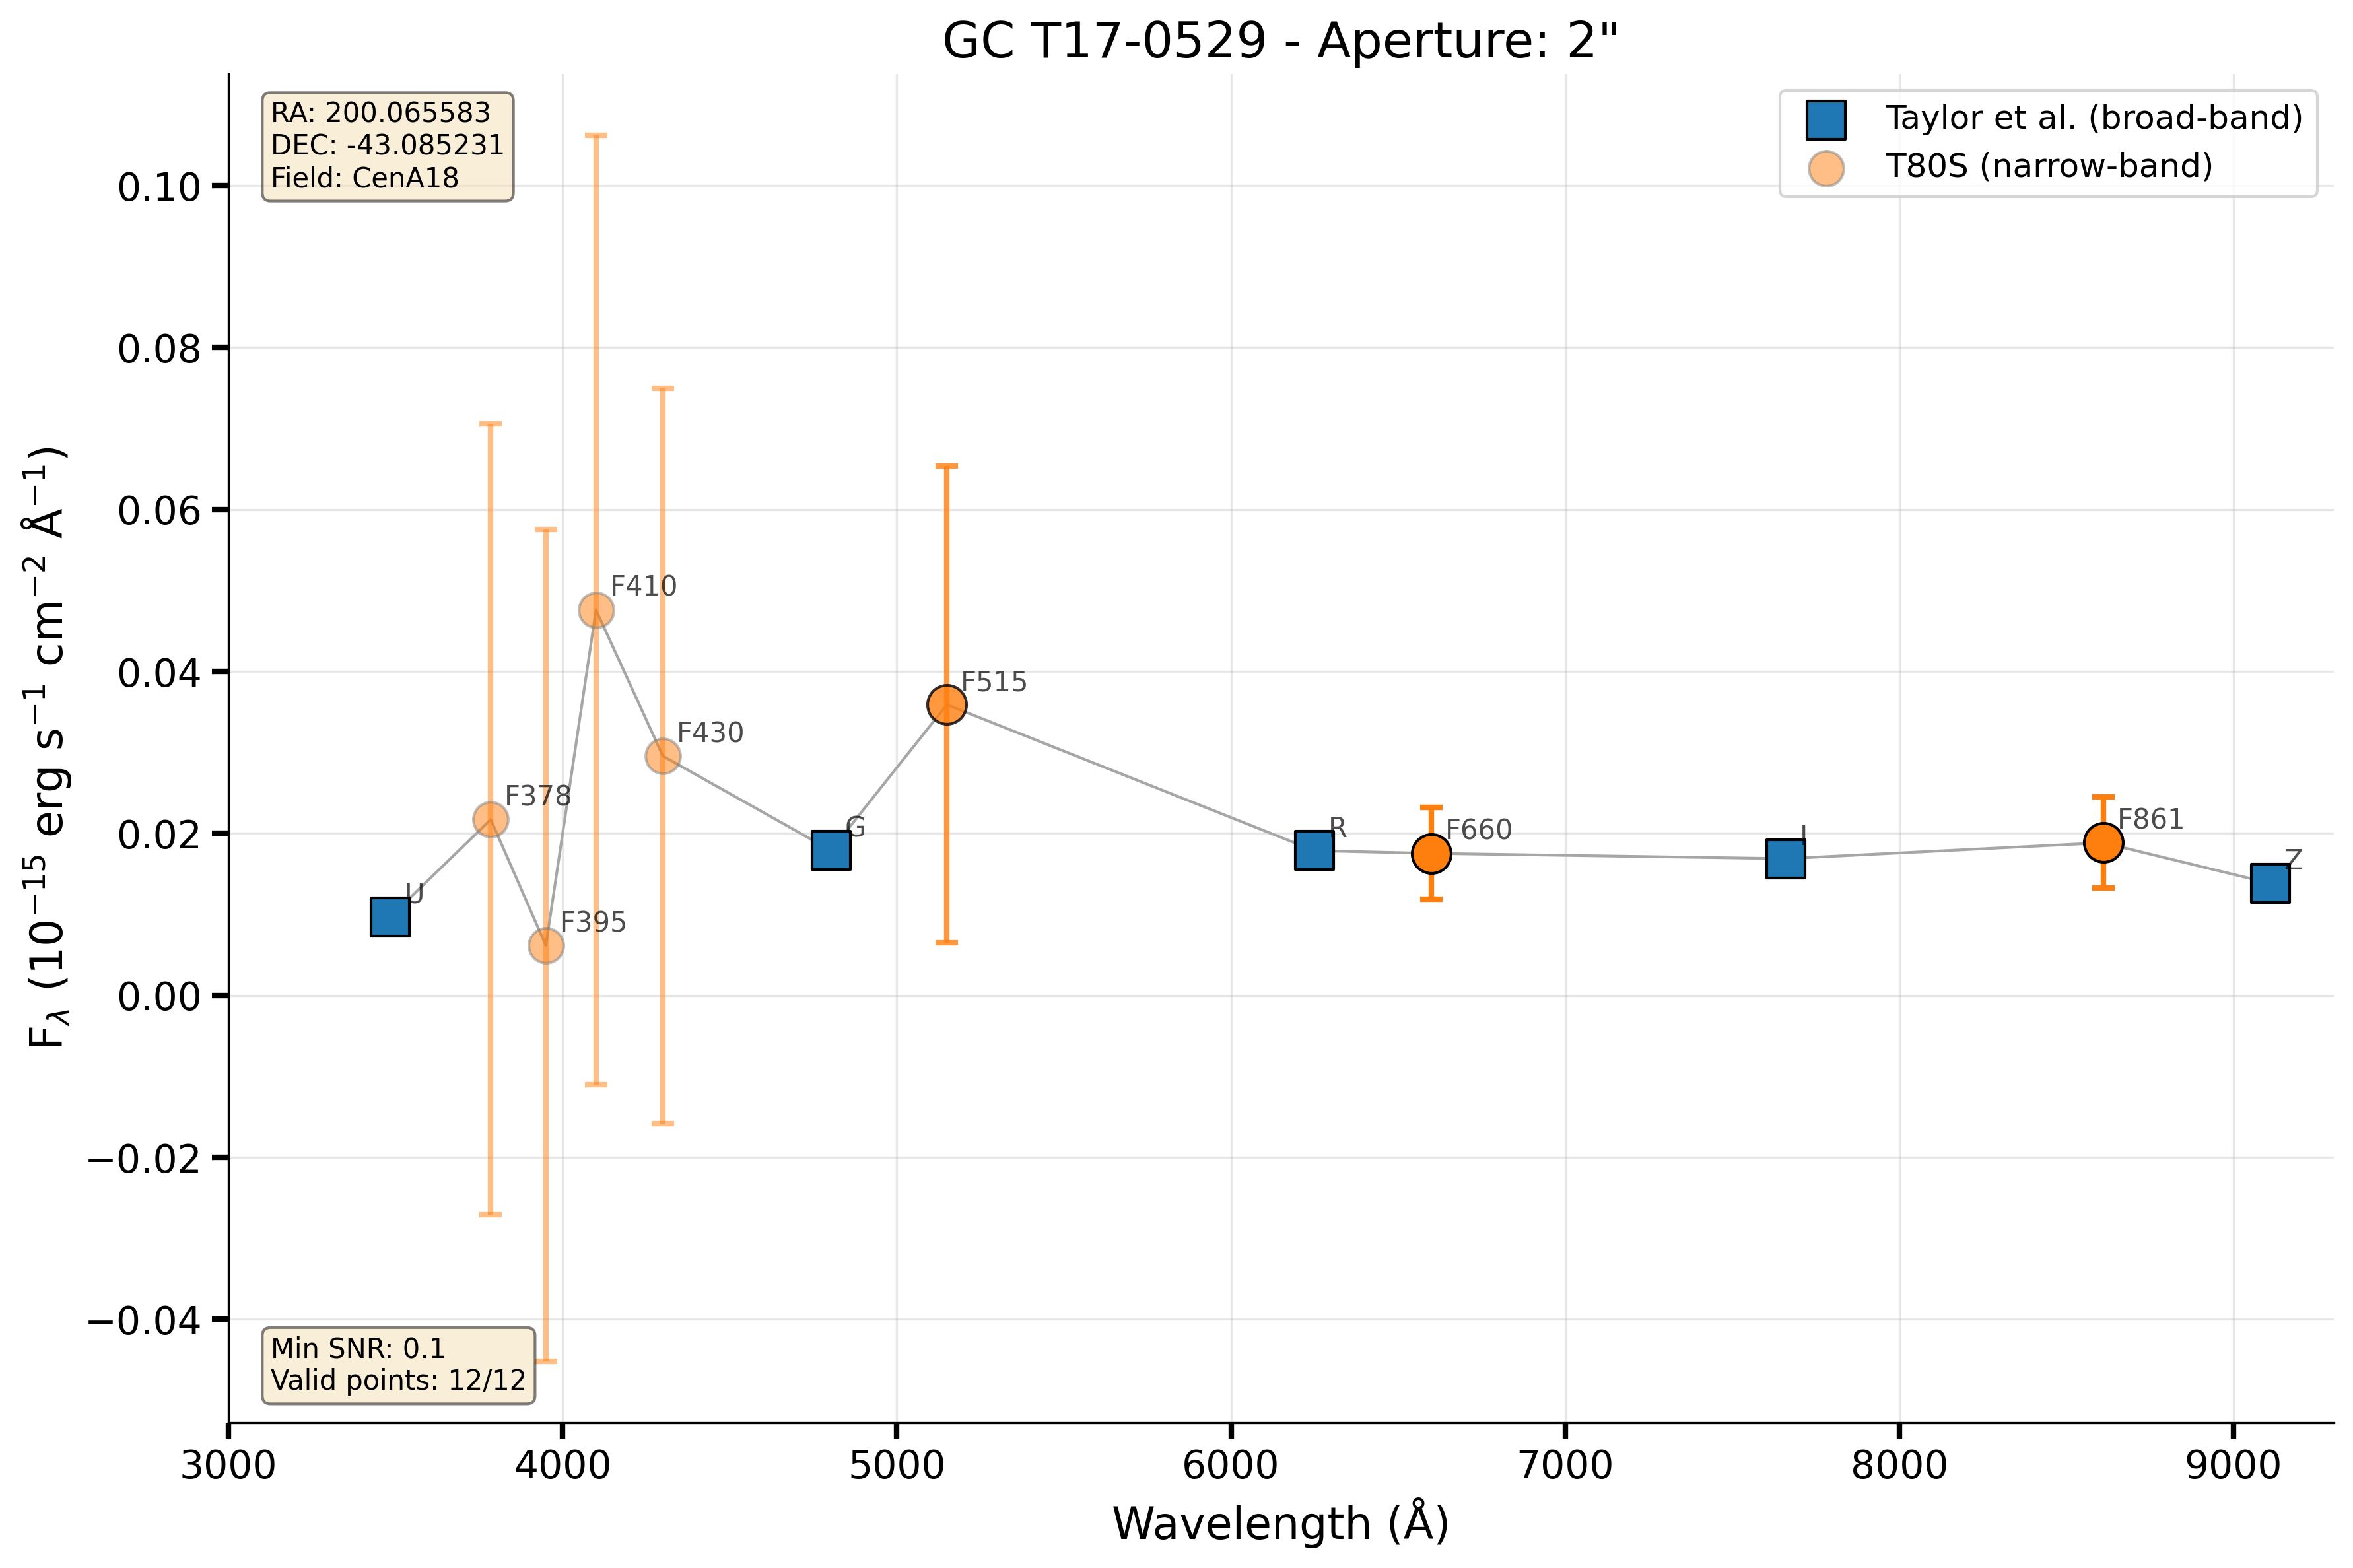 GC T17-0529 - Aperture: 2"
RA: 200.065583
DEC: -43.085231
Field: CenA18
Taylor et al. (broad-band)
T80S (narrow-band)
F_λ (10⁻¹⁵ erg s⁻¹ cm⁻² Å⁻¹)
0.10
0.08
0.06
0.04
0.02
0.00
−0.02
−0.04
U
F378
F395
F410
F430
G
F515
R
F660
I
F861
Z
Min SNR: 0.1
Valid points: 12/12
3000
4000
5000
6000
7000
8000
9000
Wavelength (Å)